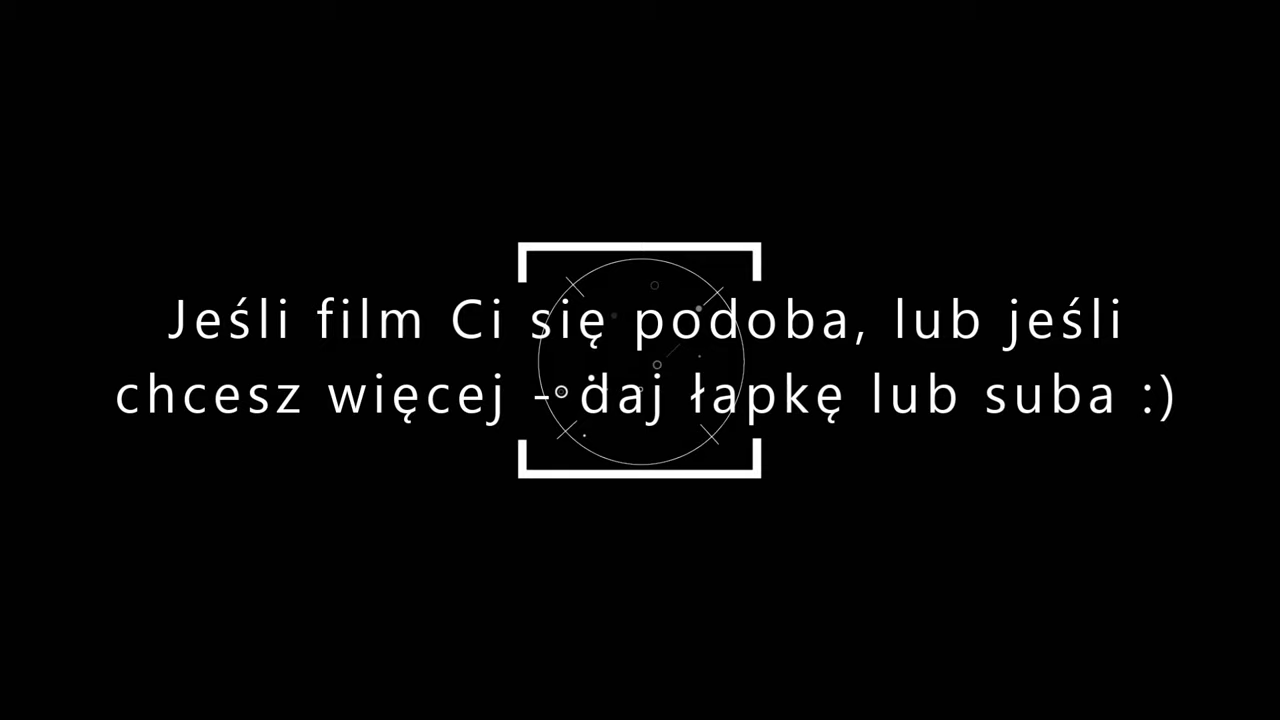 Jeśli film Ci się podoba, lub jeśli
chcesz więcej - daj łapkę lub suba :)